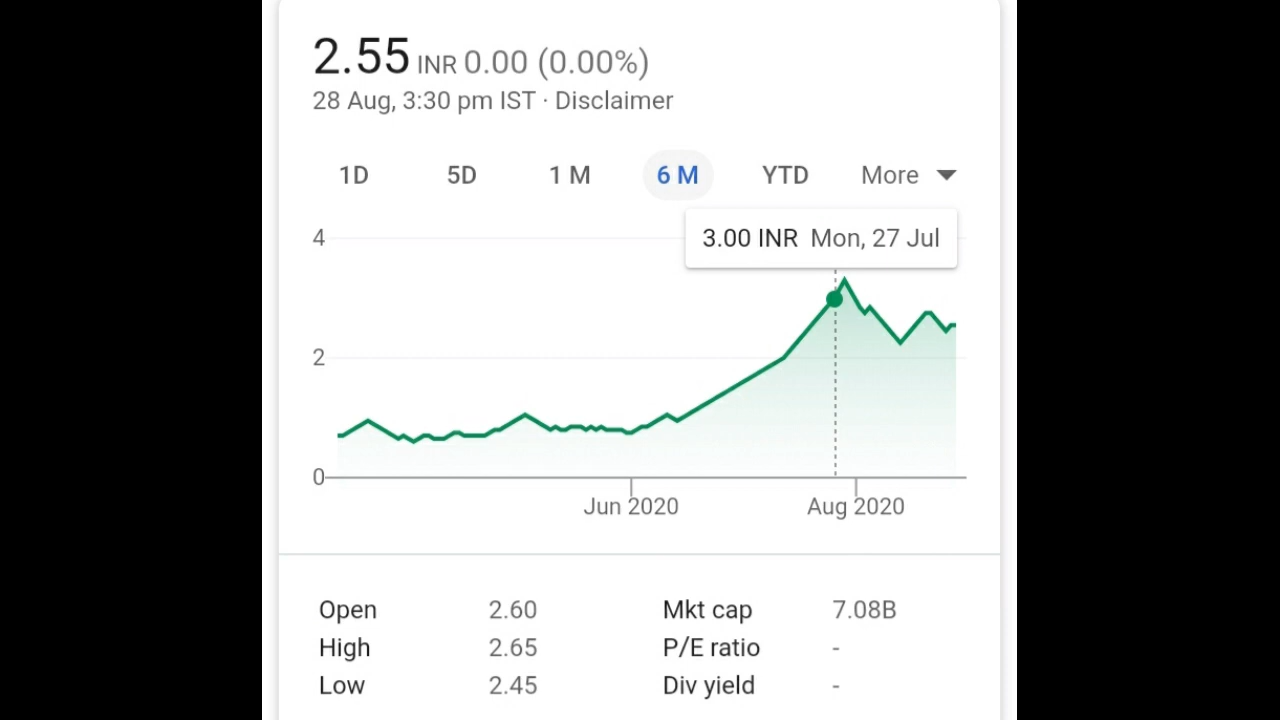 2.55 INR 0.00 (0.00%)
28 Aug, 3:30 pm IST · Disclaimer
1D 5D 1 M 6 M YTD More
3.00 INR Mon, 27 Jul
4
2
0
Jun 2020 Aug 2020
Open 2.60 Mkt cap 7.08B
High 2.65 P/E ratio -
Low 2.45 Div yield -